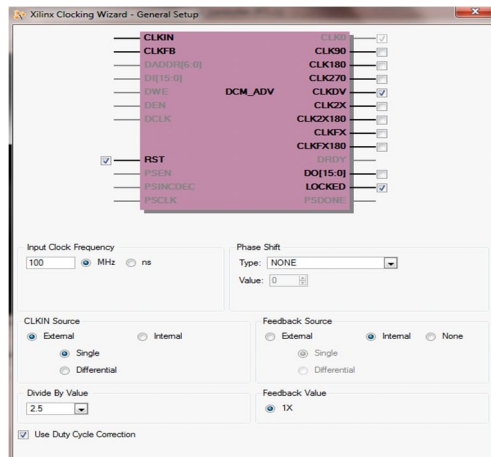 Xilinx Clocking Wizard - General Setup
CLKIN CLK0
CLKFB CLK90
DADDR[6:0] CLK180
DI[15:0] CLK270
DWE DCM_ADV CLKDV
DEN CLK2X
DCLK CLK2X180
CLKFX
CLKFX180
RST DRDY
PSEN DO[15:0]
PSINCDEC LOCKED
PSCLK PSDONE
Input Clock Frequency
100 MHz ns
Phase Shift
Type: NONE
Value: 0
CLKIN Source
External Internal
Single
Differential
Feedback Source
External Internal None
Single
Differential
Divide By Value
2.5
Feedback Value
1X
Use Duty Cycle Correction